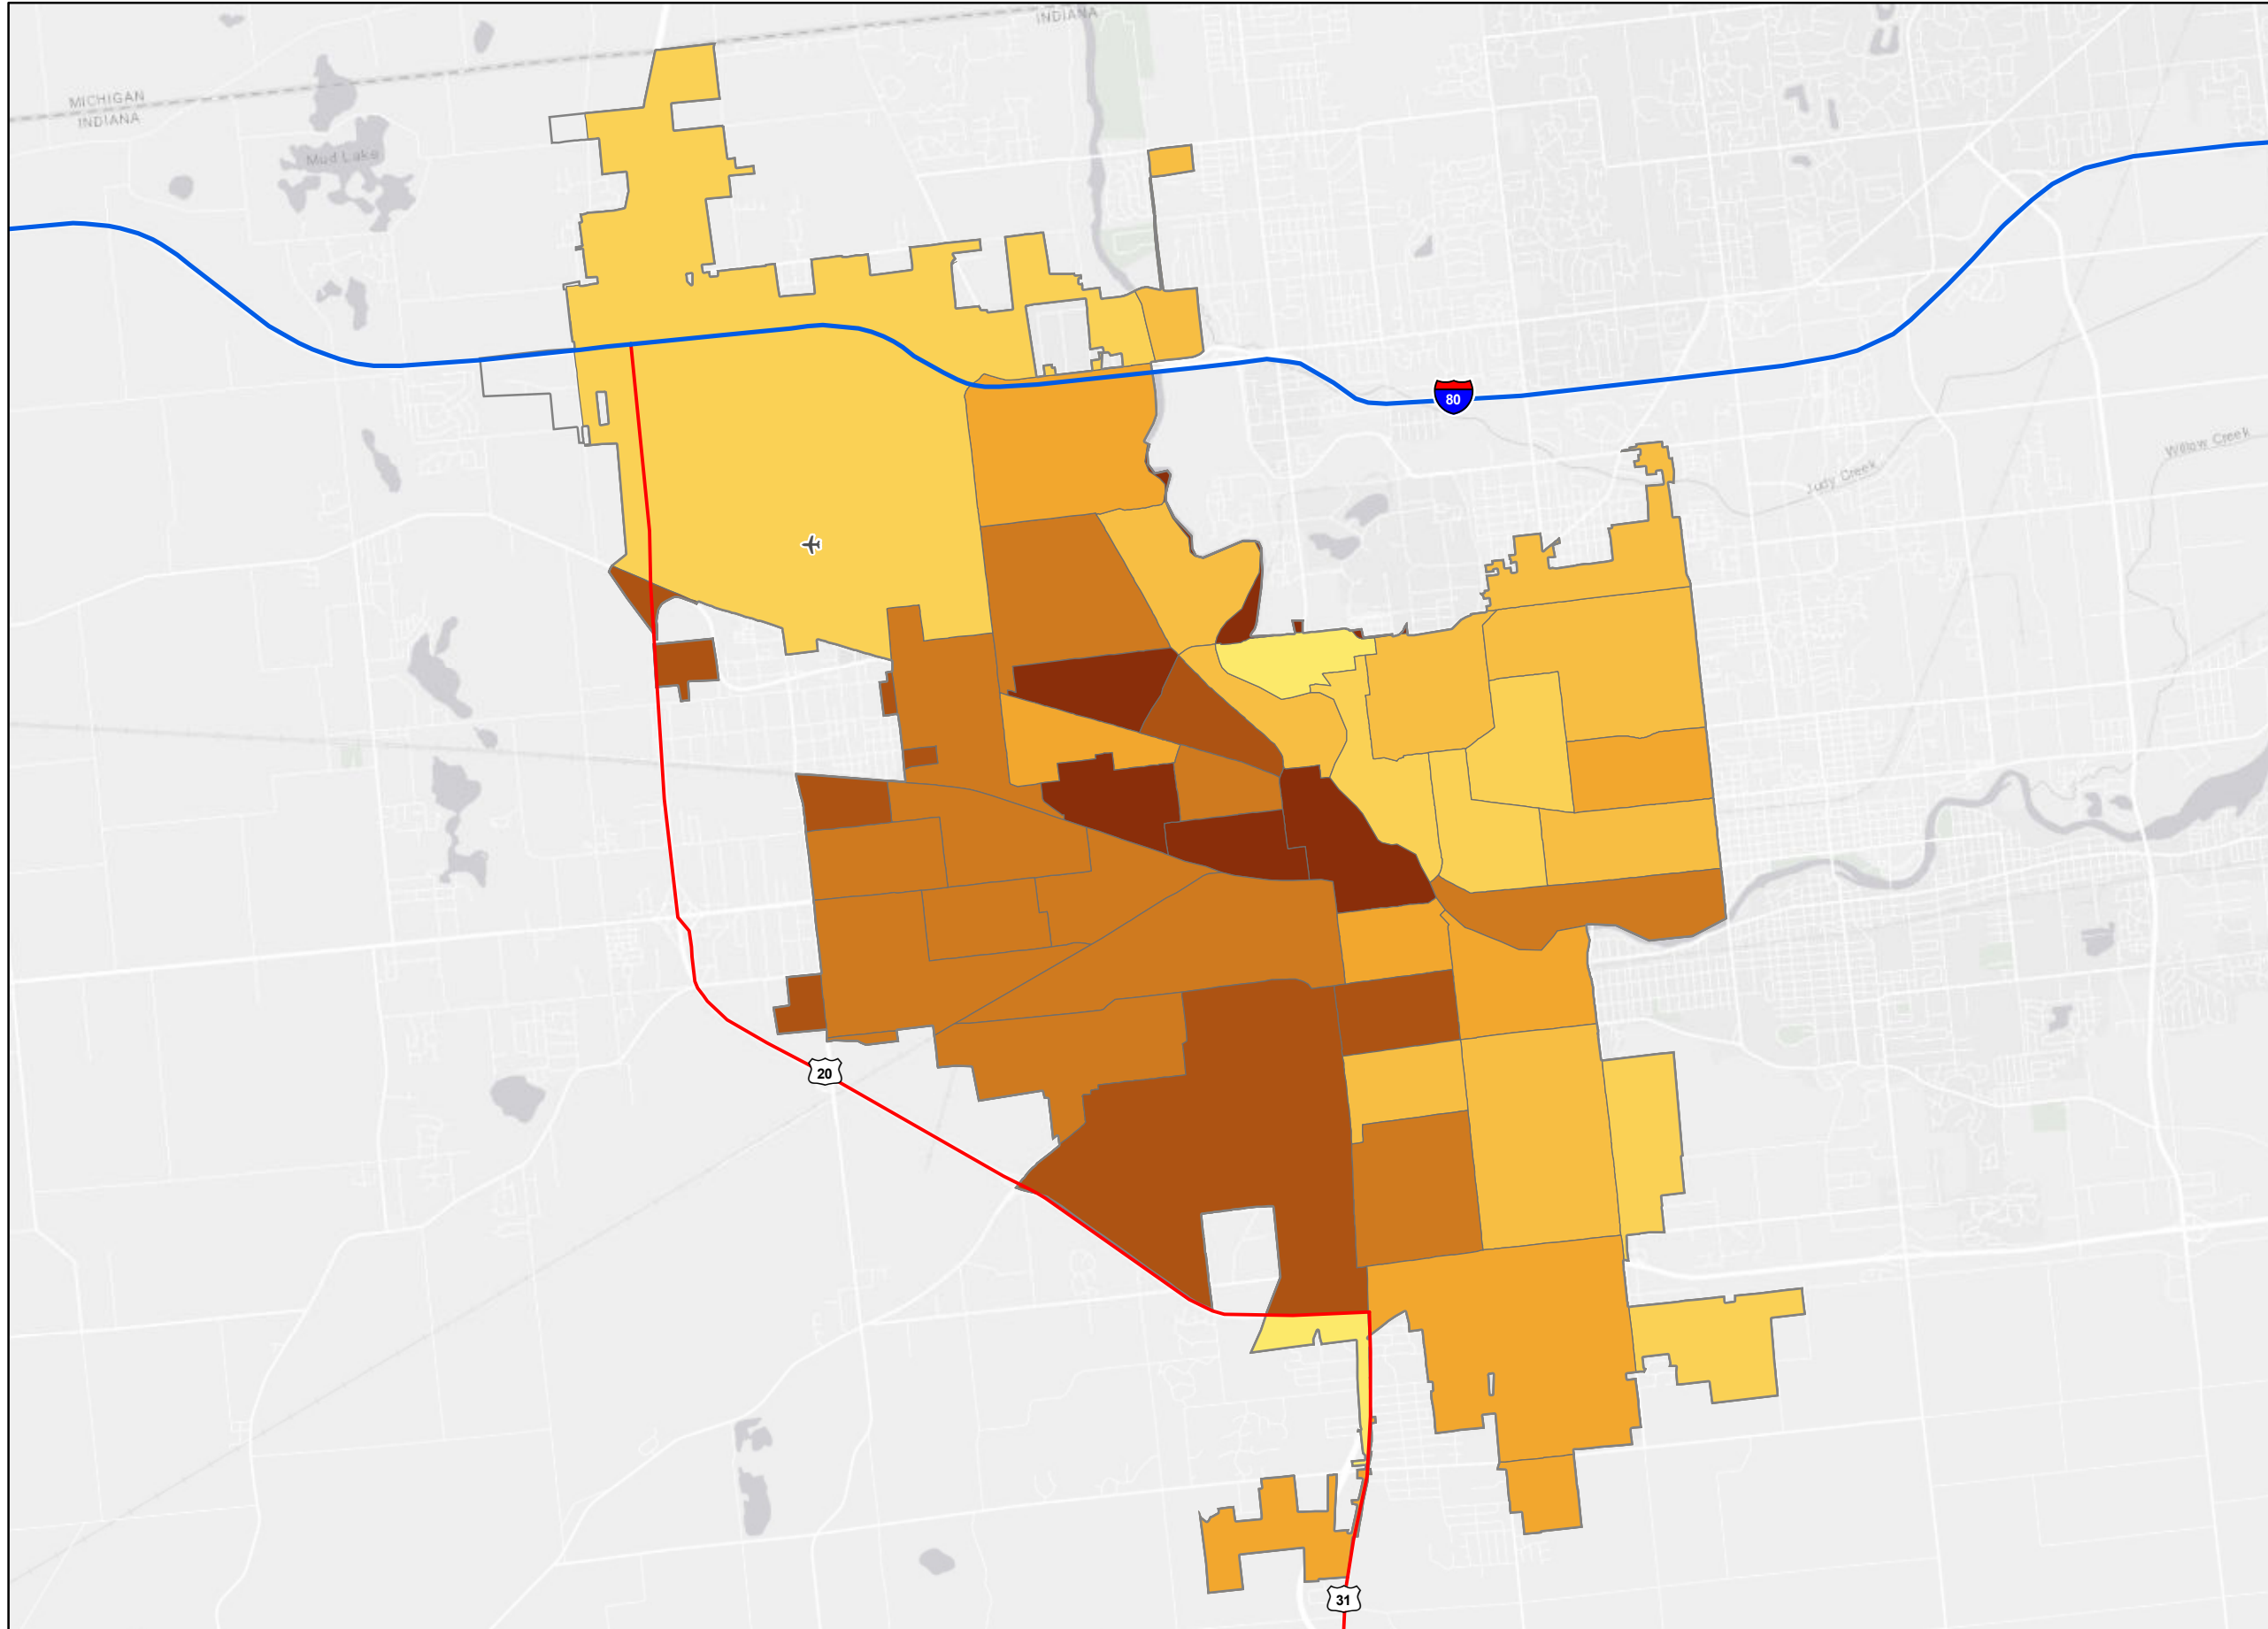 INDIANA
MICHIGAN
INDIANA
Mud Lake
80
Willow Creek
Judy Creek
20
31